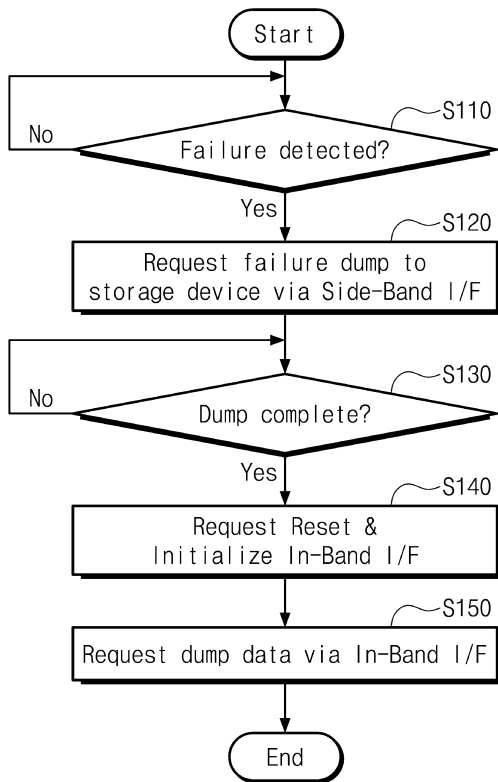 Start
S110
Failure detected?
No
Yes
S120
Request failure dump to
storage device via Side-Band I/F
S130
Dump complete?
No
Yes
S140
Request Reset &
Initialize In-Band I/F
S150
Request dump data via In-Band I/F
End